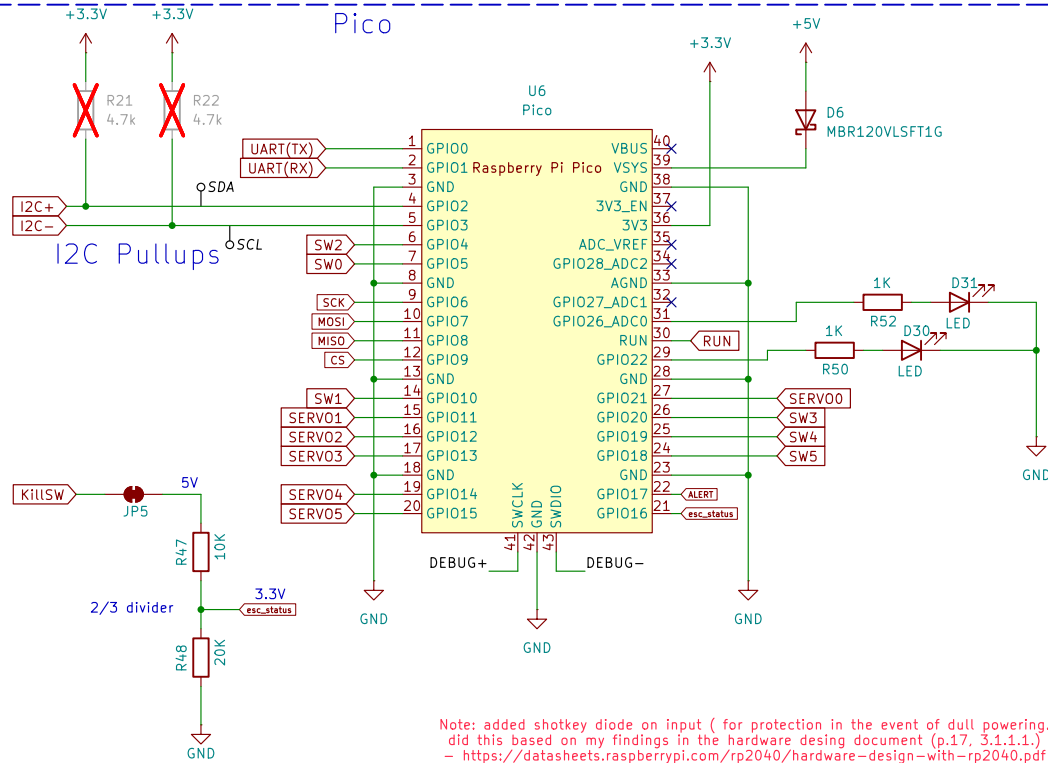 Pico
+3.3V
+3.3V
R21
4.7k
R22
4.7k
I2C+
I2C-
SDA
SCL
I2C Pullups
+3.3V
+5V
D6
MBR120VLSFT1G
U6
Pico
Raspberry Pi Pico
UART(TX) 1 GPIO0
UART(RX) 2 GPIO1
3 GND
4 GPIO2
5 GPIO3
SW2 6 GPIO4
SW0 7 GPIO5
8 GND
SCK 9 GPIO6
MOSI 10 GPIO7
MISO 11 GPIO8
CS 12 GPIO9
13 GND
SW1 14 GPIO10
SERVO1 15 GPIO11
SERVO2 16 GPIO12
SERVO3 17 GPIO13
18 GND
SERVO4 19 GPIO14
SERVO5 20 GPIO15
VBUS 40
VSYS 39
GND 38
3V3_EN 37
3V3 36
ADC_VREF 35
GPIO28_ADC2 34
AGND 33
GPIO27_ADC1 32
GPIO26_ADC0 31
RUN 30 RUN
GPIO22 29
GND 28
GPIO21 27 SERVO0
GPIO20 26 SW3
GPIO19 25 SW4
GPIO18 24 SW5
GND 23
GPIO17 22 ALERT
GPIO16 21 esc_status
SWCLK
GND
SWDIO
41
42
43
DEBUG+
DEBUG-
GND
GND
GND
1K
R52
D31
LED
1K
R50
D30
LED
GND
KillSW
JP5
5V
R47
10K
2/3 divider
3.3V
esc_status
R48
20K
GND
Note: added shotkey diode on input ( for protection in the event of dull powering.
did this based on my findings in the hardware desing document (p.17, 3.1.1.1.)
- https://datasheets.raspberrypi.com/rp2040/hardware-design-with-rp2040.pdf